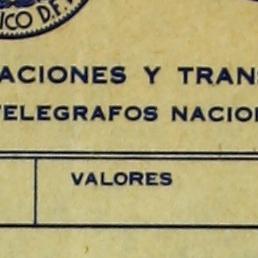 ICO D.F.
ACIONES Y TRANS
TELEGRAFOS NACIO
VALORES